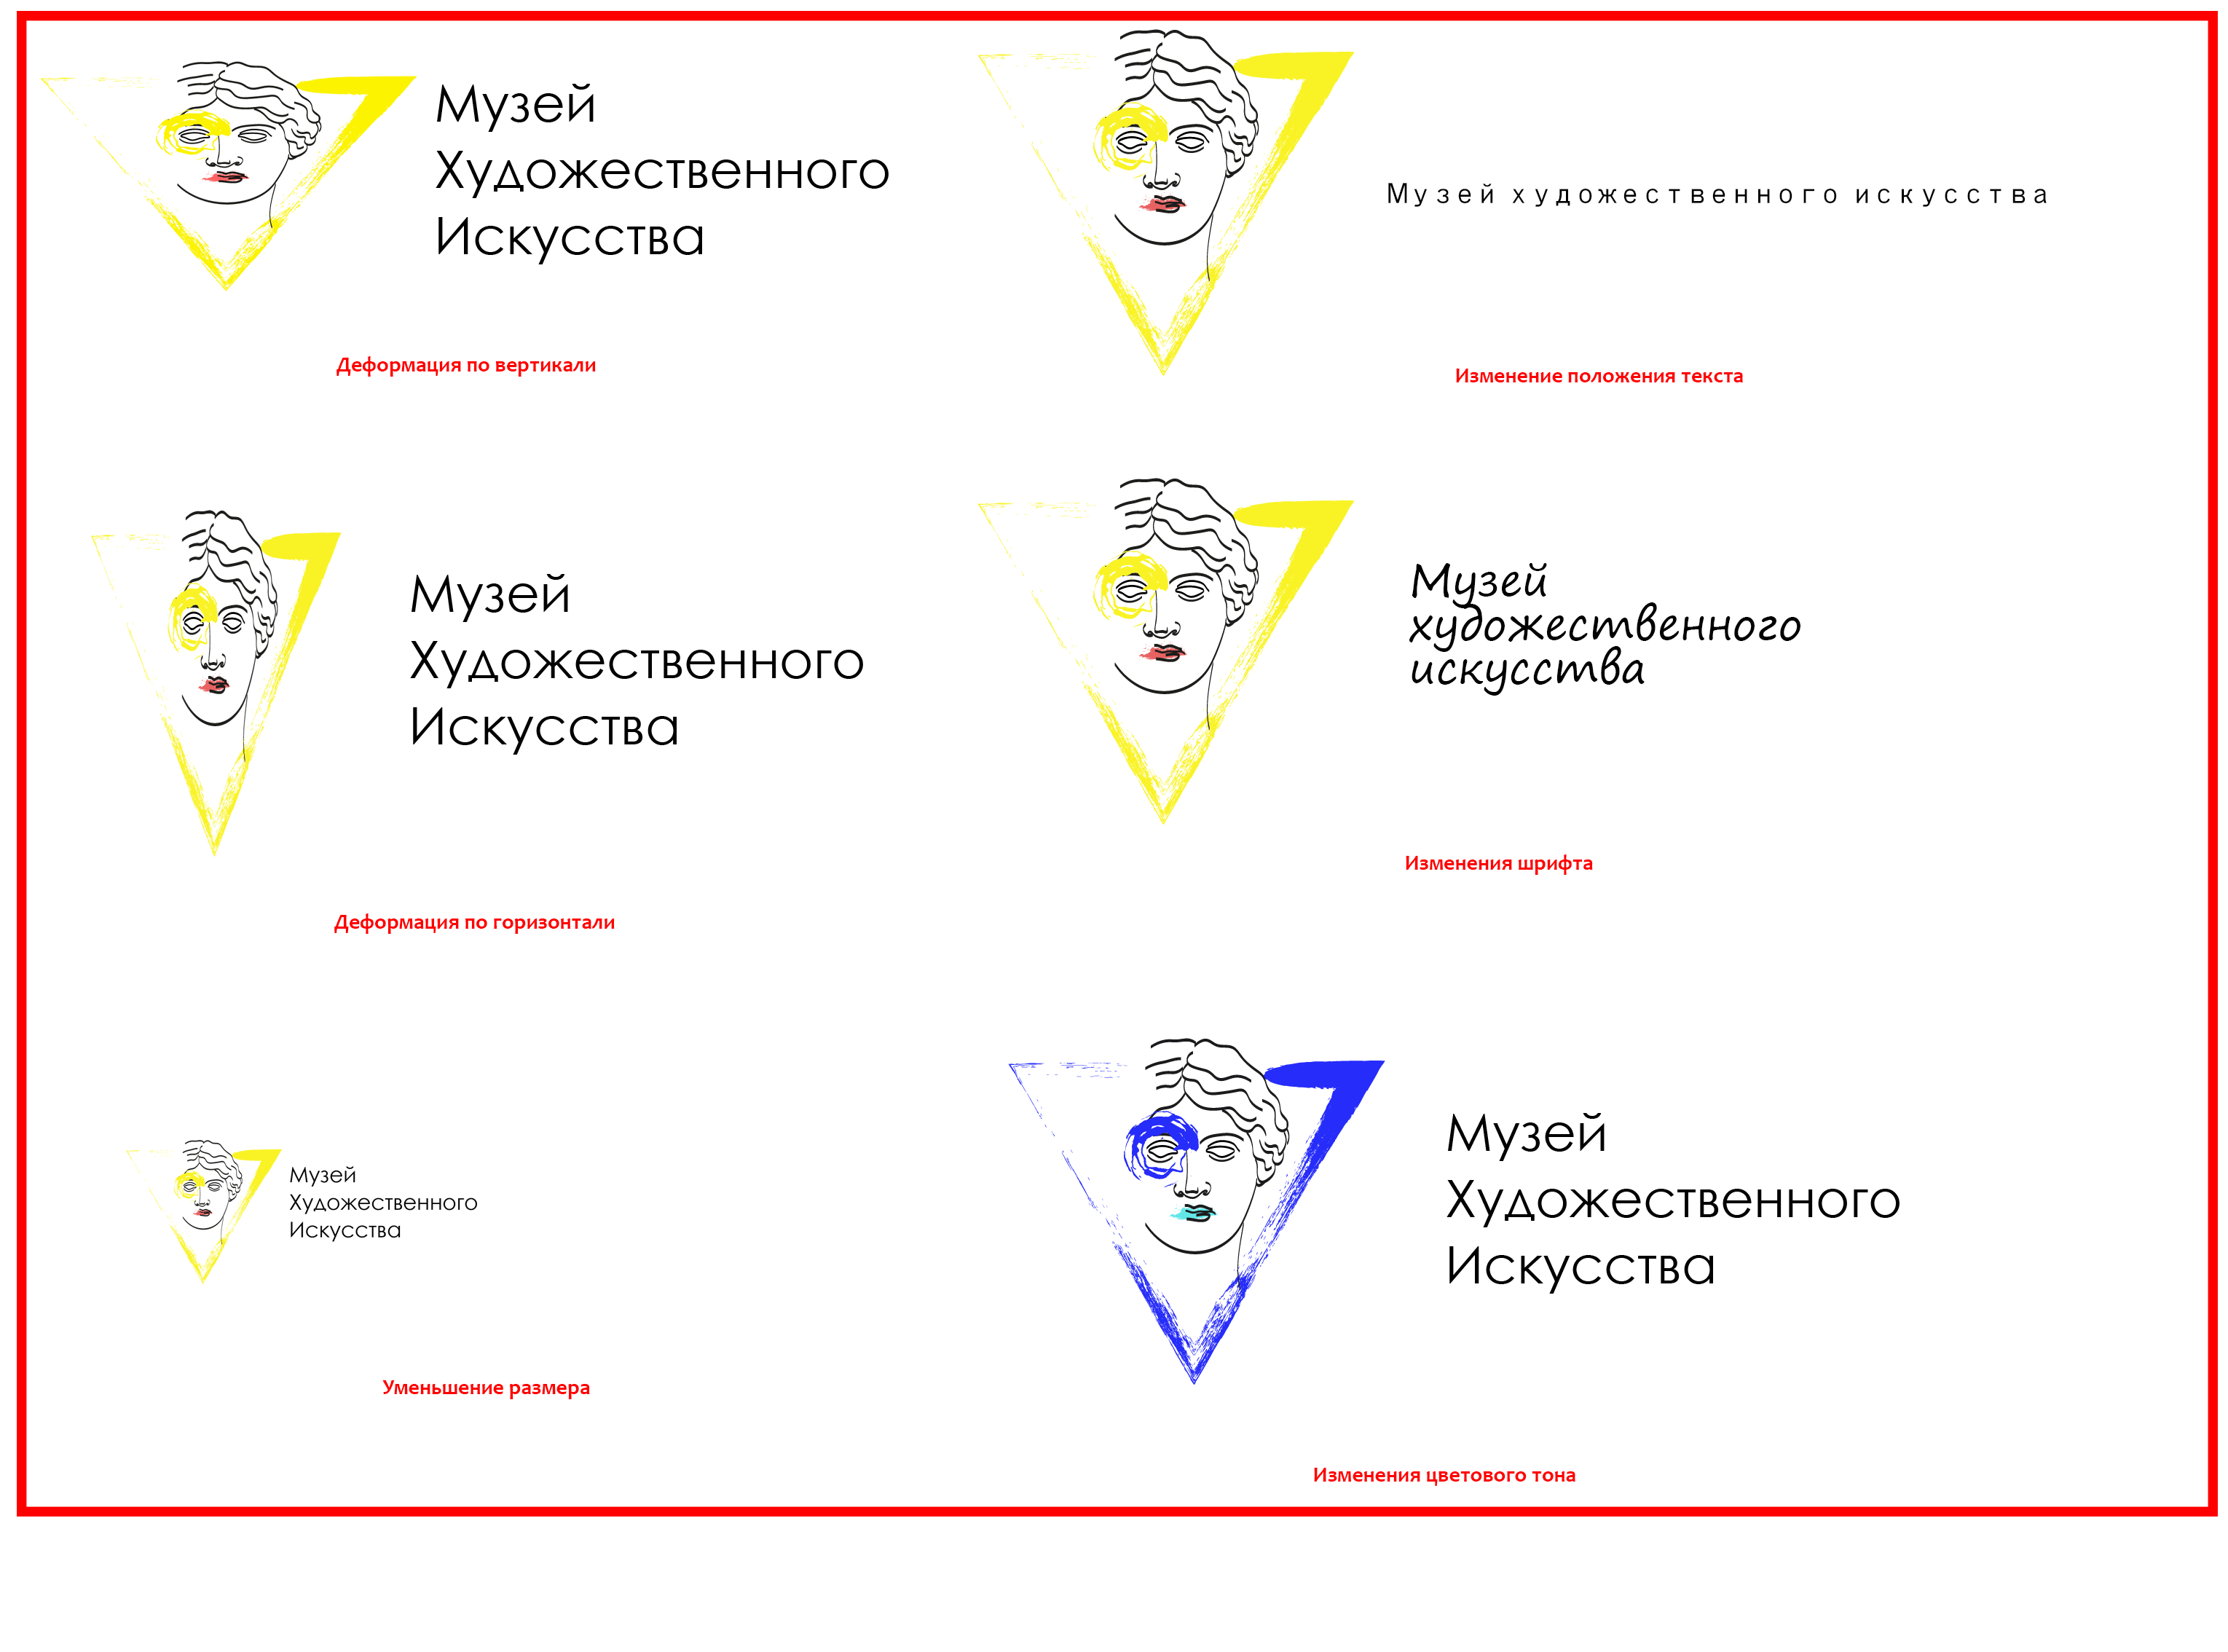 Музей
Художественного
Искусства
Деформация по вертикали
Музей художественного искусства
Изменение положения текста
Музей
Художественного
Искусства
Деформация по горизонтали
Музей
художественного
искусства
Изменения шрифта
Музей
Художественного
Искусства
Уменьшение размера
Музей
Художественного
Искусства
Изменения цветового тона